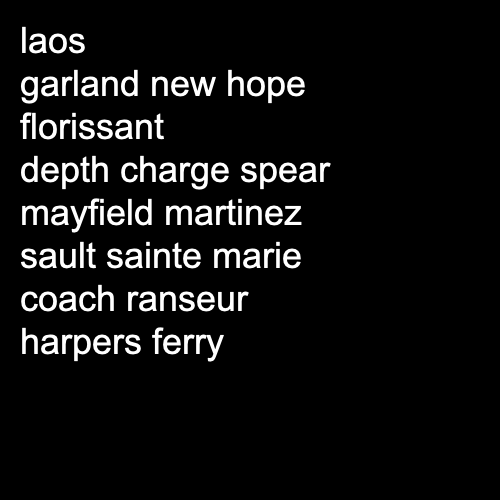 laos
garland new hope
florissant
depth charge spear
mayfield martinez
sault sainte marie
coach ranseur
harpers ferry